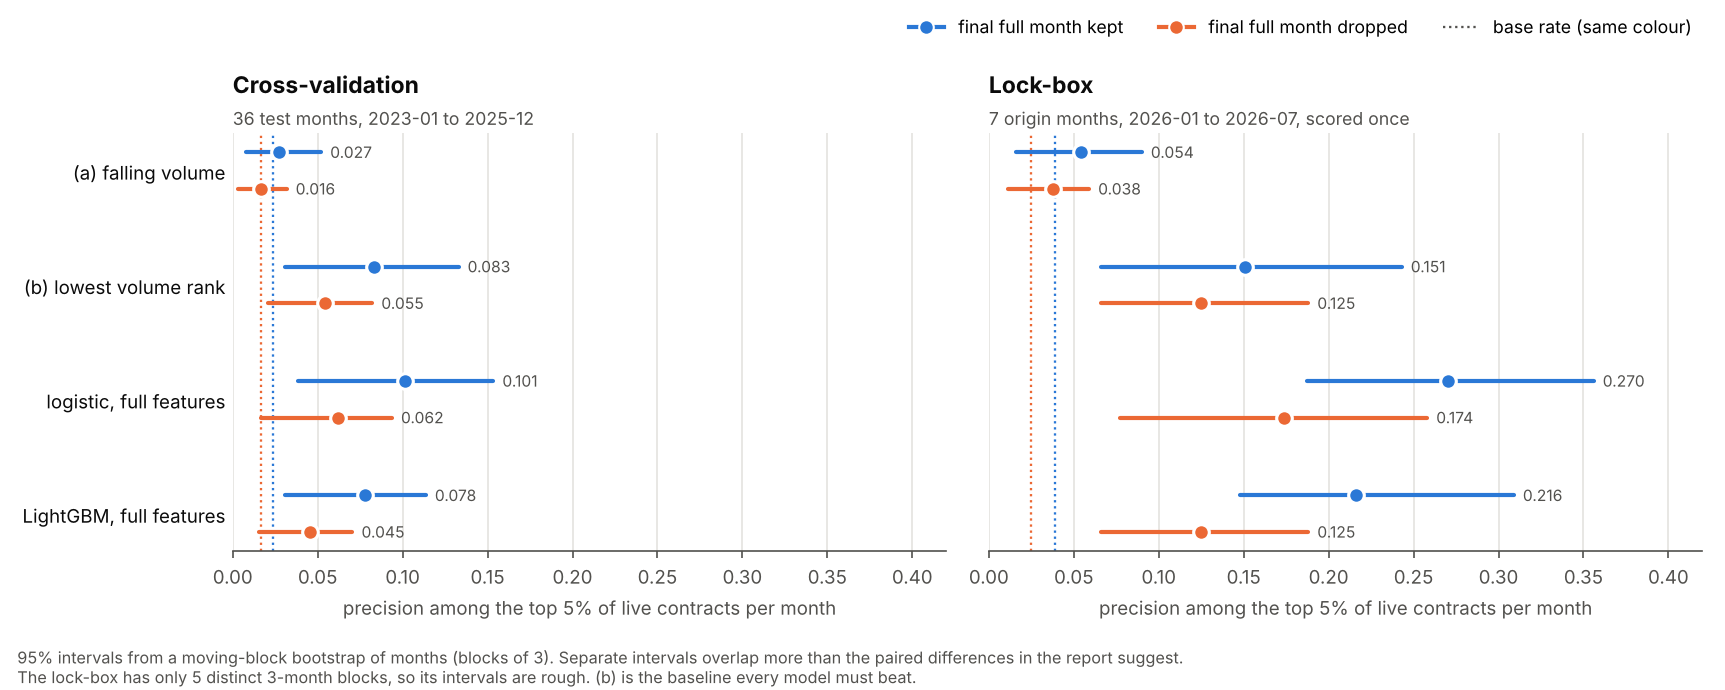 final full month kept
final full month dropped
base rate (same colour)
Cross-validation
36 test months, 2023-01 to 2025-12
Lock-box
7 origin months, 2026-01 to 2026-07, scored once
(a) falling volume
0.027
0.016
0.054
0.038
(b) lowest volume rank
0.083
0.055
0.151
0.125
logistic, full features
0.101
0.062
0.270
0.174
LightGBM, full features
0.078
0.045
0.216
0.125
0.00 0.05 0.10 0.15 0.20 0.25 0.30 0.35 0.40
0.00 0.05 0.10 0.15 0.20 0.25 0.30 0.35 0.40
precision among the top 5% of live contracts per month
precision among the top 5% of live contracts per month
95% intervals from a moving-block bootstrap of months (blocks of 3). Separate intervals overlap more than the paired differences in the report suggest.
The lock-box has only 5 distinct 3-month blocks, so its intervals are rough. (b) is the baseline every model must beat.